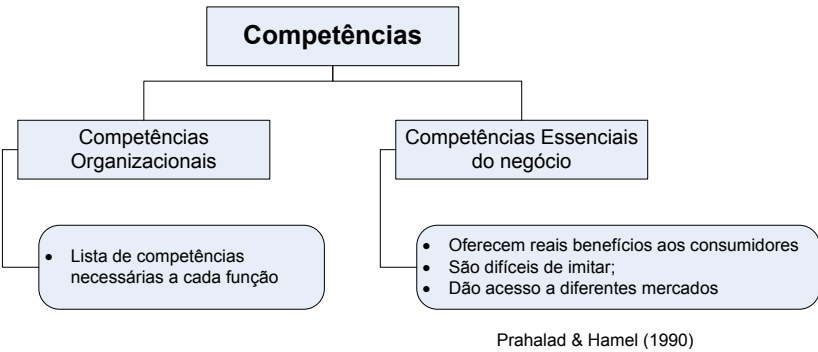 Competências
Competências
Organizacionais
Competências Essenciais
do negócio
• Lista de competências
necessárias a cada função
• Oferecem reais benefícios aos consumidores
• São difíceis de imitar;
• Dão acesso a diferentes mercados
Prahalad & Hamel (1990)